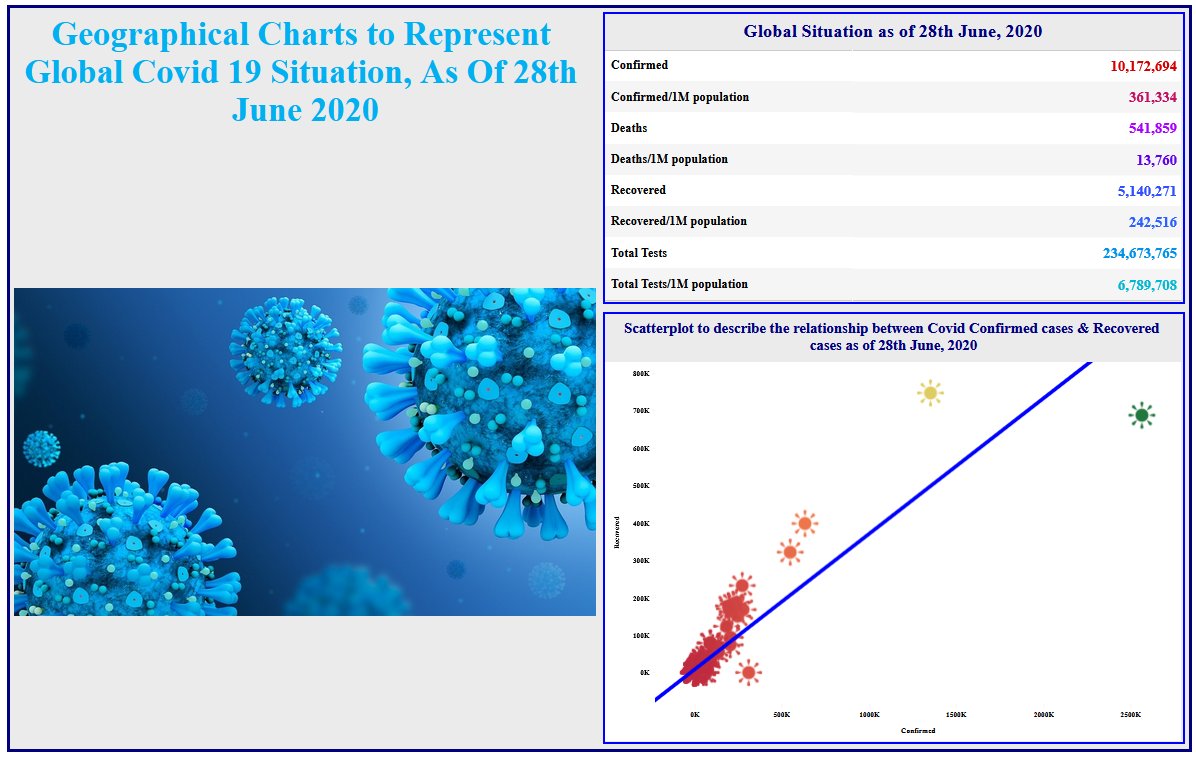 Geographical Charts to Represent
Global Covid 19 Situation, As Of 28th
June 2020
Global Situation as of 28th June, 2020
Confirmed 10,172,694
Confirmed/1M population 361,334
Deaths 541,859
Deaths/1M population 13,760
Recovered 5,140,271
Recovered/1M population 242,516
Total Tests 234,673,765
Total Tests/1M population 6,789,708
Scatterplot to describe the relationship between Covid Confirmed cases & Recovered
cases as of 28th June, 2020
800K
700K
600K
500K
400K
300K
200K
100K
0K
Recovered
0K 500K 1000K 1500K 2000K 2500K
Confirmed